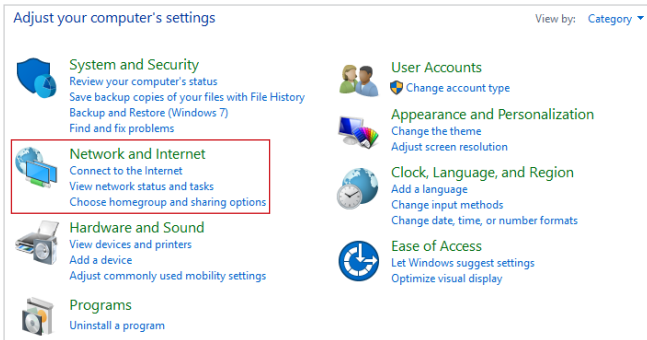 Adjust your computer's settings
View by: Category
System and Security
Review your computer's status
Save backup copies of your files with File History
Backup and Restore (Windows 7)
Find and fix problems
Network and Internet
Connect to the Internet
View network status and tasks
Choose homegroup and sharing options
Hardware and Sound
View devices and printers
Add a device
Adjust commonly used mobility settings
Programs
Uninstall a program
User Accounts
Change account type
Appearance and Personalization
Change the theme
Adjust screen resolution
Clock, Language, and Region
Add a language
Change input methods
Change date, time, or number formats
Ease of Access
Let Windows suggest settings
Optimize visual display